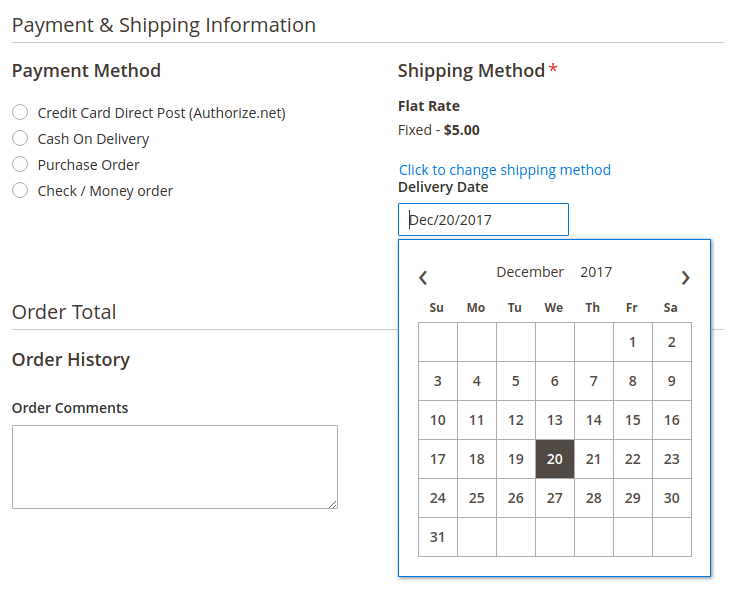 Payment & Shipping Information
Payment Method
Credit Card Direct Post (Authorize.net)
Cash On Delivery
Purchase Order
Check / Money order
Shipping Method *
Flat Rate
Fixed - $5.00
Click to change shipping method
Delivery Date
Dec/20/2017
December 2017
Su Mo Tu We Th Fr Sa
1 2
3 4 5 6 7 8 9
10 11 12 13 14 15 16
17 18 19 20 21 22 23
24 25 26 27 28 29 30
31
Order Total
Order History
Order Comments